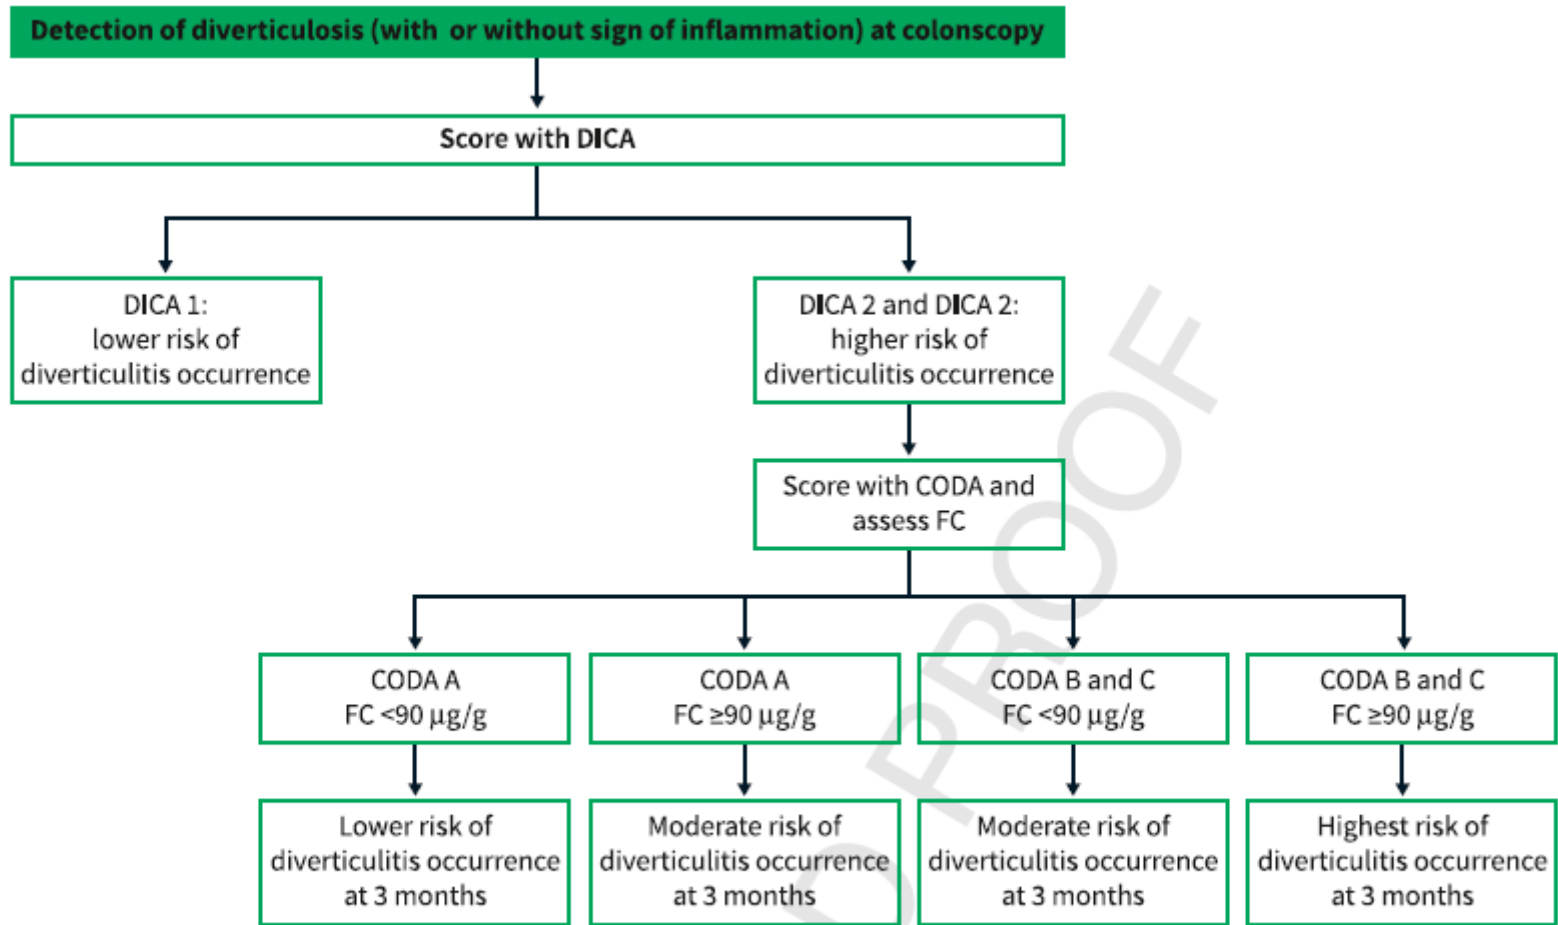 Detection of diverticulosis (with or without sign of inflammation) at colonscopy
Score with DICA
DICA 1:
lower risk of
diverticulitis occurrence
DICA 2 and DICA 2:
higher risk of
diverticulitis occurrence
Score with CODA and
assess FC
CODA A
FC <90 μg/g
CODA A
FC ≥90 μg/g
CODA B and C
FC <90 μg/g
CODA B and C
FC ≥90 μg/g
Lower risk of
diverticulitis occurrence
at 3 months
Moderate risk of
diverticulitis occurrence
at 3 months
Moderate risk of
diverticulitis occurrence
at 3 months
Highest risk of
diverticulitis occurrence
at 3 months
D PROOF